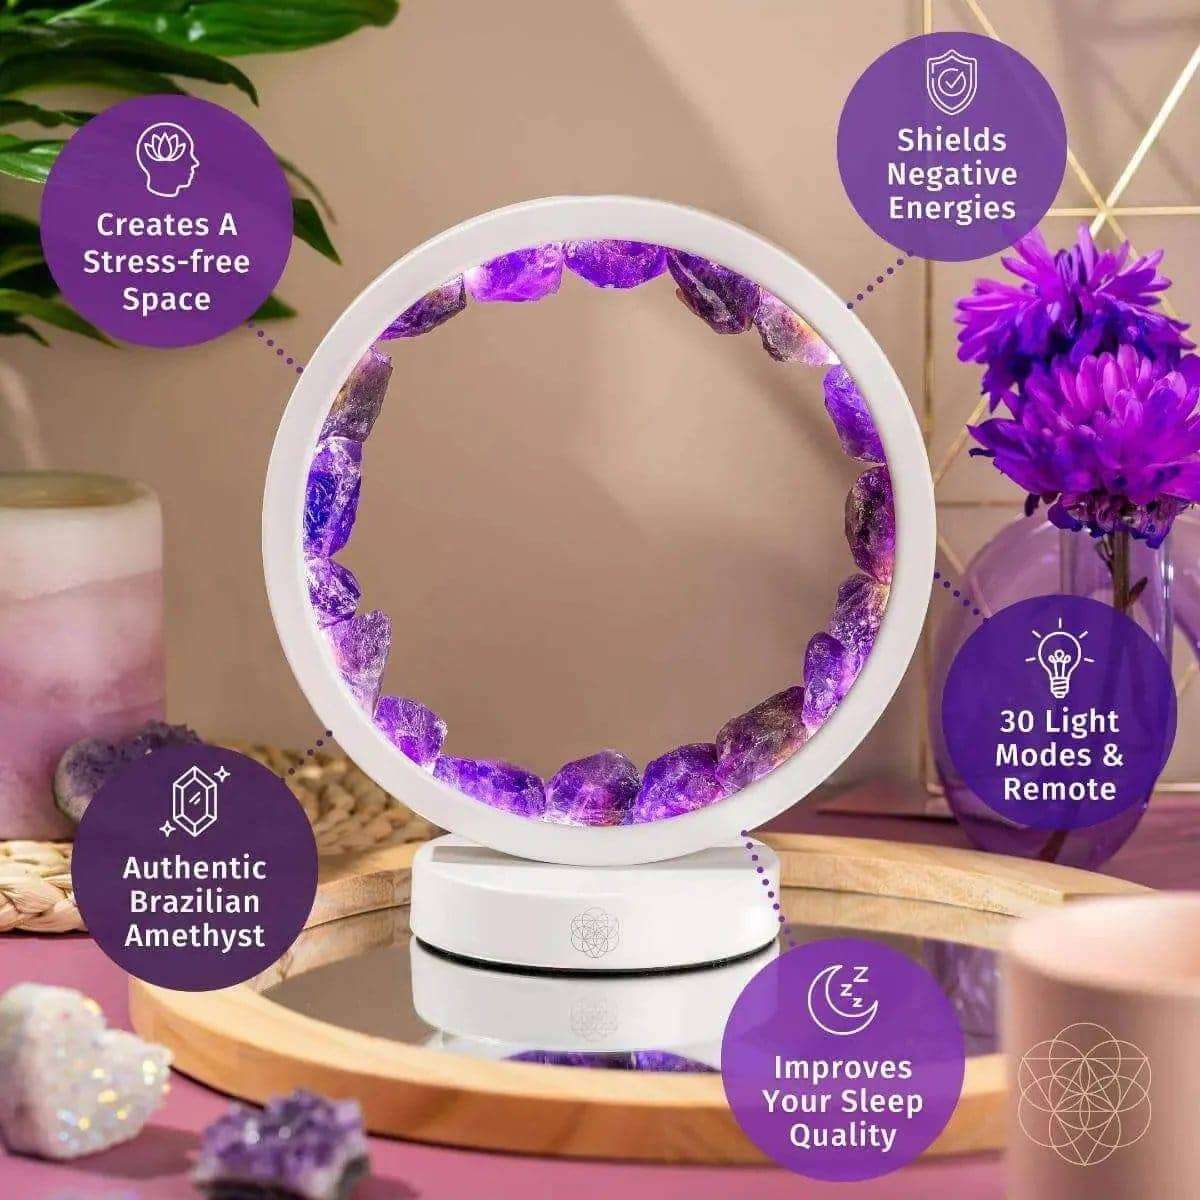 Creates A
Stress-free
Space
Shields
Negative
Energies
30 Light
Modes &
Remote
Authentic
Brazilian
Amethyst
Improves
Your Sleep
Quality